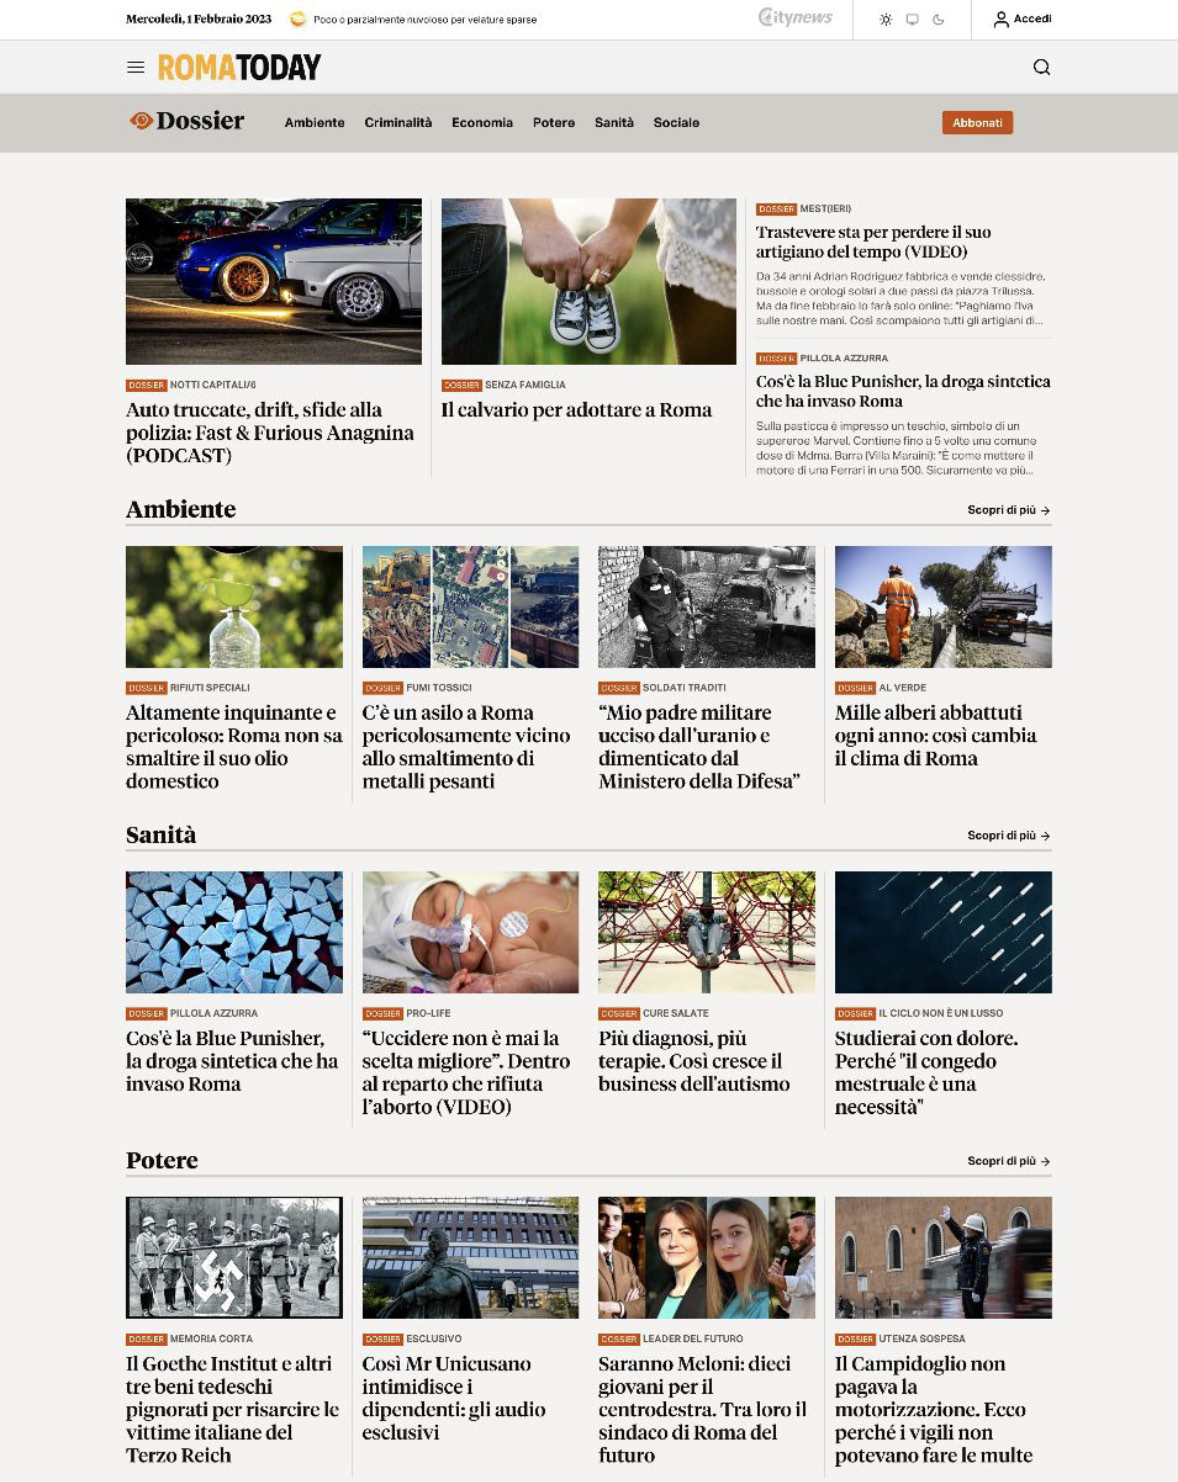 Mercoledì, 1 Febbraio 2023
Poco o parzialmente nuvoloso per velature sparse
Citynews
Accedi
ROMATODAY
Dossier
Ambiente
Criminalità
Economia
Potere
Sanità
Sociale
Abbonati
DOSSIER NOTTI CAPITALI/6
Auto truccate, drift, sfide alla
polizia: Fast & Furious Anagnina
(PODCAST)
DOSSIER SENZA FAMIGLIA
Il calvario per adottare a Roma
DOSSIER MEST(IERI)
Trastevere sta per perdere il suo
artigiano del tempo (VIDEO)
Da 34 anni Adrian Rodriguez fabbrica e vende clessidre,
bussole e orologi solari a due passi da piazza Trilussa.
Ma da fine febbraio lo farà solo online: "Paghiamo l'Iva
sulle nostre mani. Così scompaiono tutti gli artigiani di...
DOSSIER PILLOLA AZZURRA
Cos'è la Blue Punisher, la droga sintetica
che ha invaso Roma
Sulla pasticca è impresso un teschio, simbolo di un
supereroe Marvel. Contiene fino a 5 volte una comune
dose di Mdma. Barra (Villa Maraini): "È come mettere il
motore di una Ferrari in una 500. Sicuramente va più...
Ambiente
Scopri di più →
DOSSIER RIFIUTI SPECIALI
Altamente inquinante e
pericoloso: Roma non sa
smaltire il suo olio
domestico
DOSSIER FUMI TOSSICI
C’è un asilo a Roma
pericolosamente vicino
allo smaltimento di
metalli pesanti
DOSSIER SOLDATI TRADITI
“Mio padre militare
ucciso dall’uranio e
dimenticato dal
Ministero della Difesa”
DOSSIER AL VERDE
Mille alberi abbattuti
ogni anno: così cambia
il clima di Roma
Sanità
Scopri di più →
DOSSIER PILLOLA AZZURRA
Cos'è la Blue Punisher,
la droga sintetica che ha
invaso Roma
DOSSIER PRO-LIFE
“Uccidere non è mai la
scelta migliore”. Dentro
al reparto che rifiuta
l’aborto (VIDEO)
DOSSIER CURE SALATE
Più diagnosi, più
terapie. Così cresce il
business dell'autismo
DOSSIER IL CICLO NON È UN LUSSO
Studierai con dolore.
Perché "il congedo
mestruale è una
necessità"
Potere
Scopri di più →
DOSSIER MEMORIA CORTA
Il Goethe Institut e altri
tre beni tedeschi
pignorati per risarcire le
vittime italiane del
Terzo Reich
DOSSIER ESCLUSIVO
Così Mr Unicusano
intimidisce i
dipendenti: gli audio
esclusivi
DOSSIER LEADER DEL FUTURO
Saranno Meloni: dieci
giovani per il
centrodestra. Tra loro il
sindaco di Roma del
futuro
DOSSIER UTENZA SOSPESA
Il Campidoglio non
pagava la
motorizzazione. Ecco
perché i vigili non
potevano fare le multe